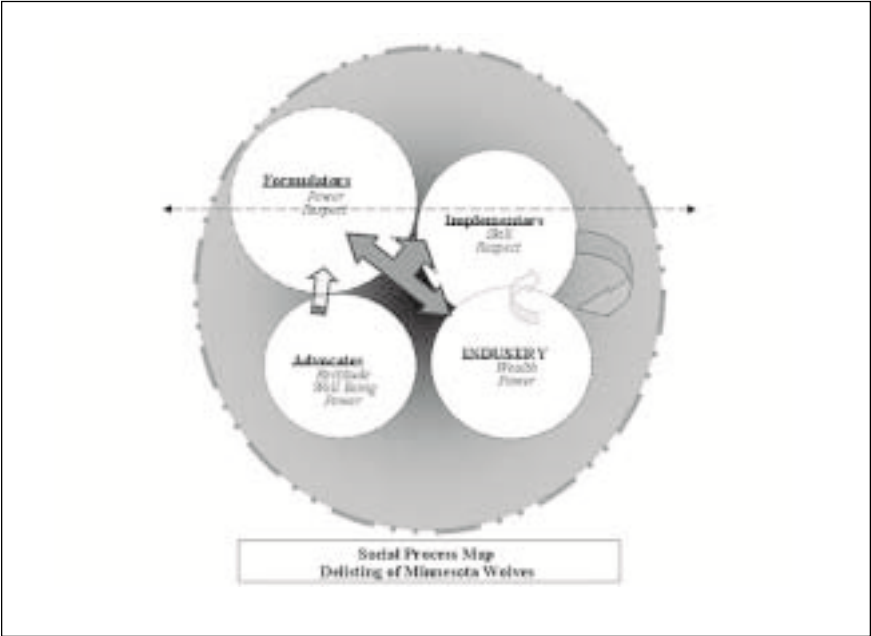 Formulators
Power
Respect
Implementors
Skill
Respect
Advocates
Rectitude
Well Being
Power
INDUSERY
Wealth
Power
Social Process Map
Delisting of Minnesota Wolves